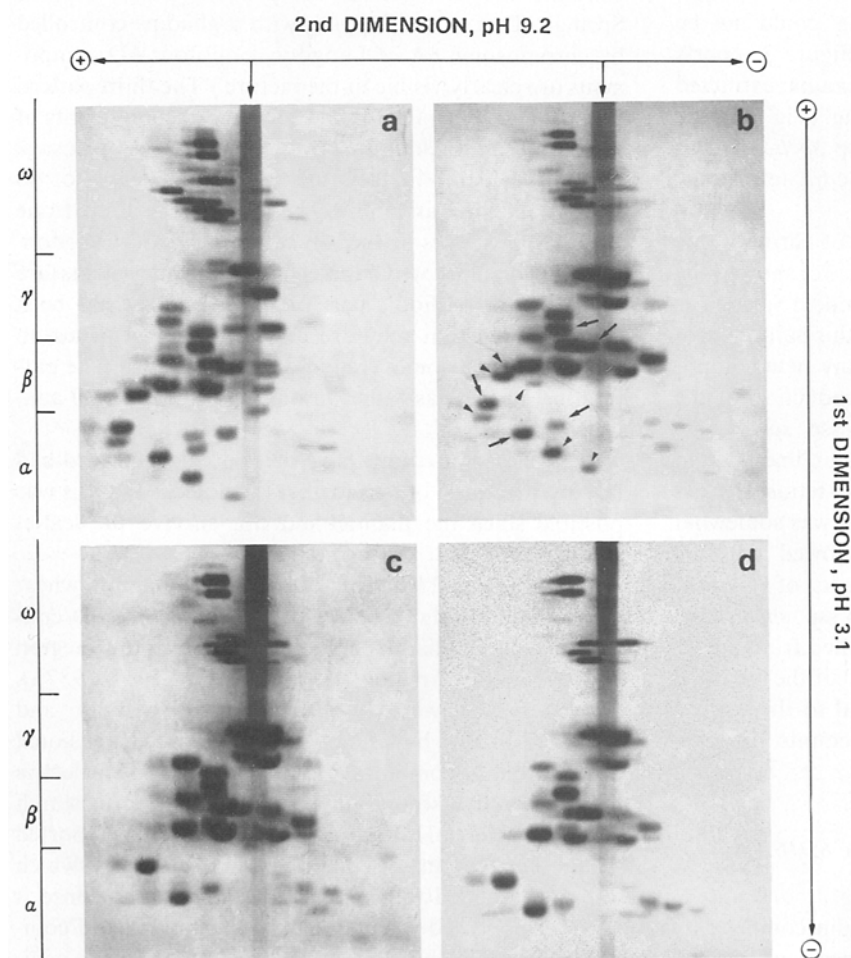 2nd DIMENSION, pH 9.2
+ −
a b
ω
γ
β
α
+
1st DIMENSION, pH 3.1
−
c d
ω
γ
β
α